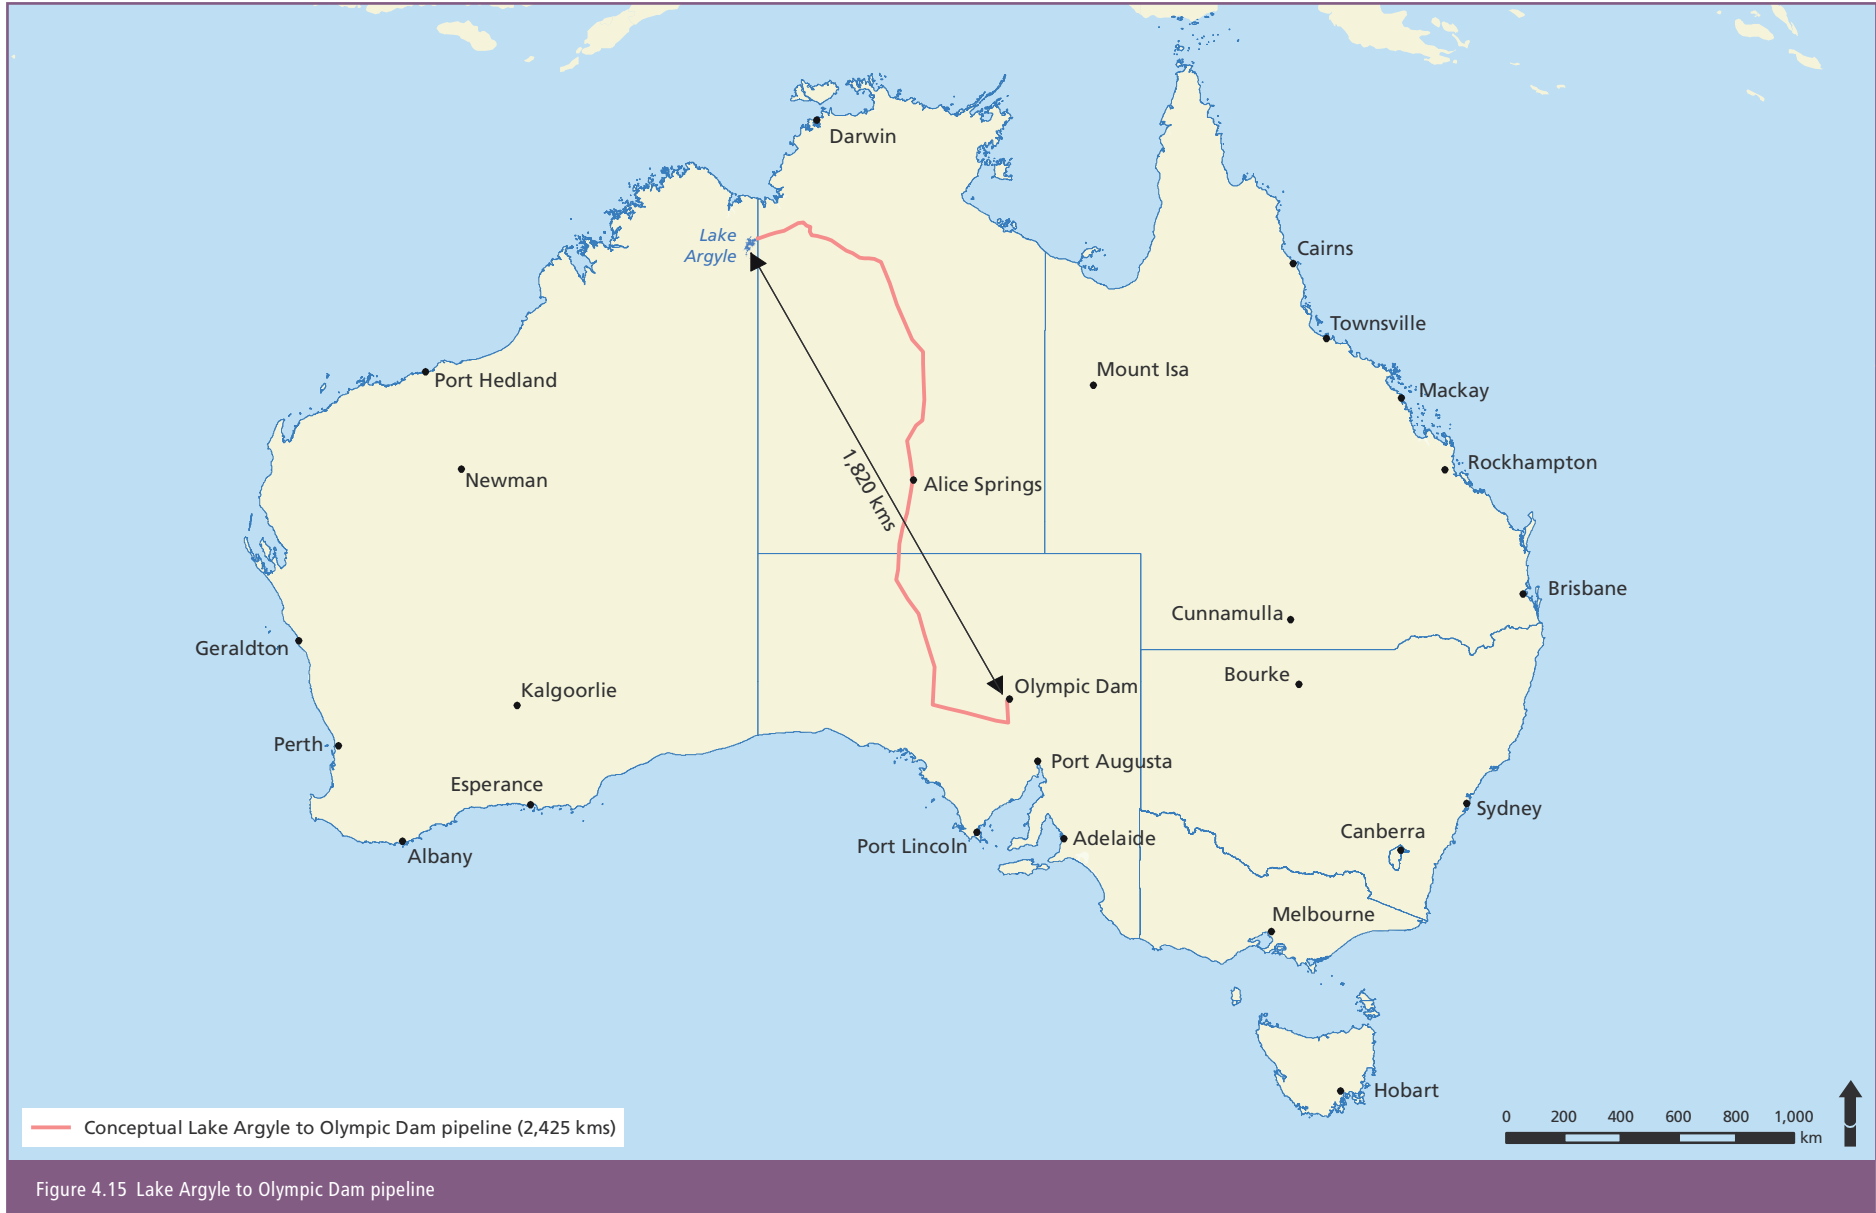 Darwin
Lake
Argyle
Cairns
Townsville
Port Hedland
Mount Isa
Mackay
Newman
1,820 kms
Alice Springs
Rockhampton
Brisbane
Cunnamulla
Geraldton
Kalgoorlie
Olympic Dam
Bourke
Perth
Port Augusta
Esperance
Sydney
Port Lincoln
Adelaide
Canberra
Albany
Melbourne
Hobart
Conceptual Lake Argyle to Olympic Dam pipeline (2,425 kms)
0 200 400 600 800 1,000
km
Figure 4.15 Lake Argyle to Olympic Dam pipeline